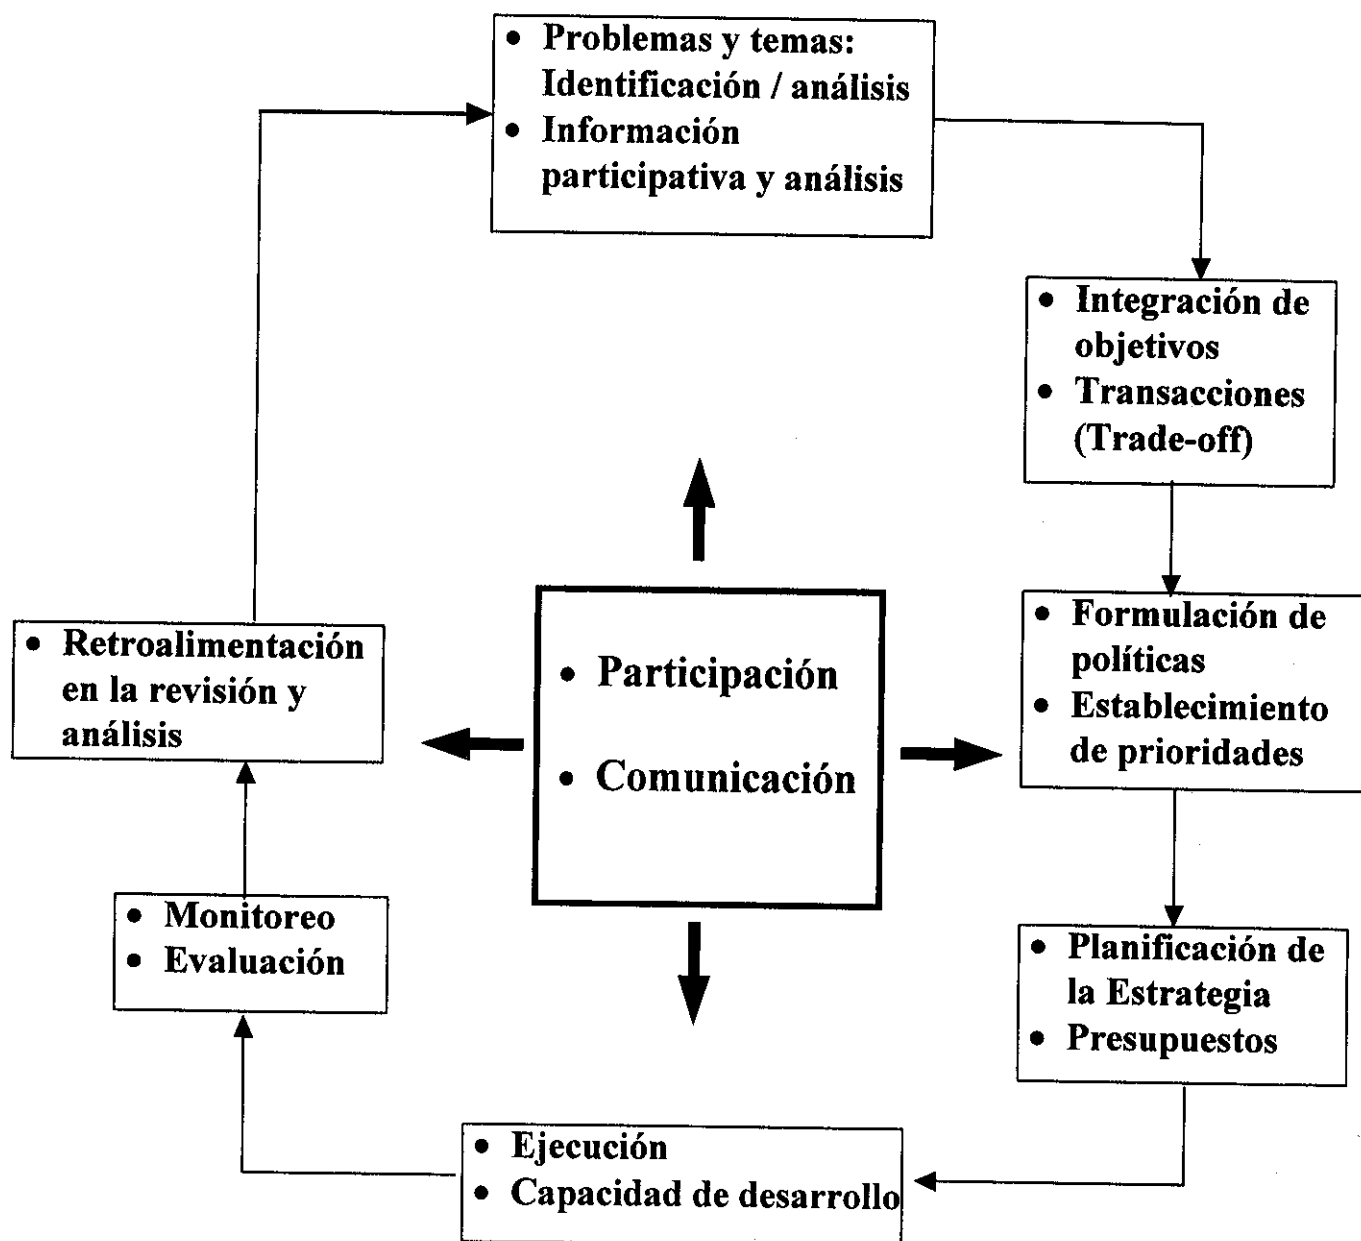 • Problemas y temas:
Identificación / análisis
• Información
participativa y análisis
• Integración de
objetivos
• Transacciones
(Trade-off)
• Formulación de
políticas
• Establecimiento
de prioridades
• Planificación de
la Estrategia
• Presupuestos
• Ejecución
• Capacidad de desarrollo
• Monitoreo
• Evaluación
• Retroalimentación
en la revisión y
análisis
• Participación
• Comunicación